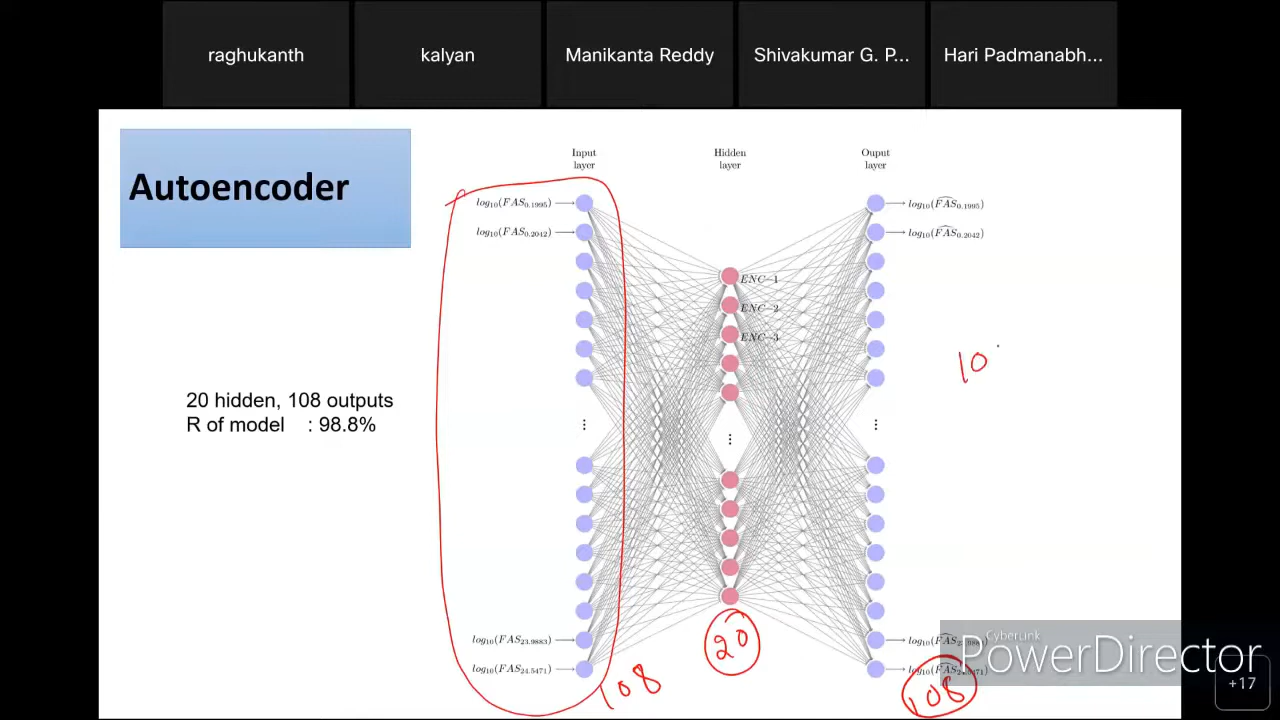 raghukanth
kalyan
Manikanta Reddy
Shivakumar G. P...
Hari Padmanabh...
Autoencoder
Input
layer
Hidden
layer
Ouput
layer
log₁₀(FAS₀.₁₉₉₅)
log₁₀(FAS₀.₂₀₄₂)
ENC−1
ENC−2
ENC−3
log₁₀(F̂AS₀.₁₉₉₅)
log₁₀(F̂AS₀.₂₀₄₂)
10
20 hidden, 108 outputs
R of model : 98.8%
⋮
⋮
⋮
log₁₀(FAS₂₃.₉₈₈₃)
log₁₀(FAS₂₄.₅₄₇₁)
108
20
108
CyberLink
PowerDirector
+17